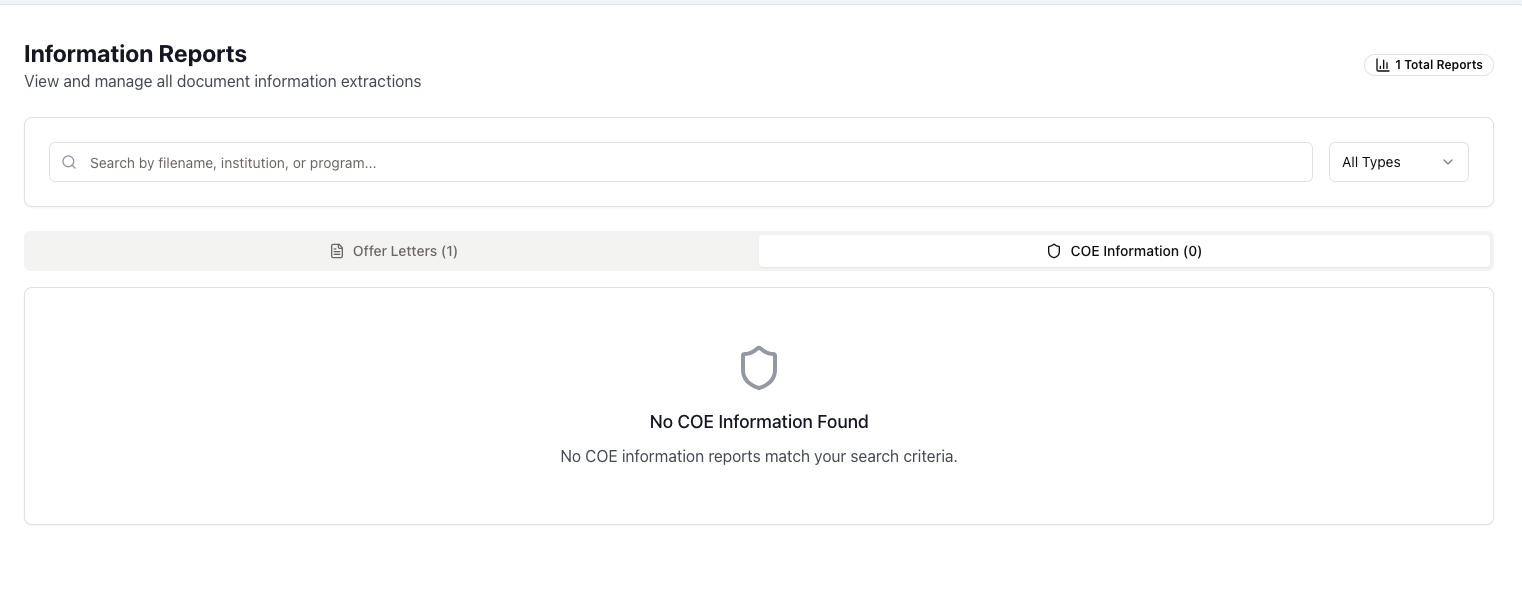 Information Reports
View and manage all document information extractions
1 Total Reports
Search by filename, institution, or program...
All Types
Offer Letters (1)
COE Information (0)
No COE Information Found
No COE information reports match your search criteria.